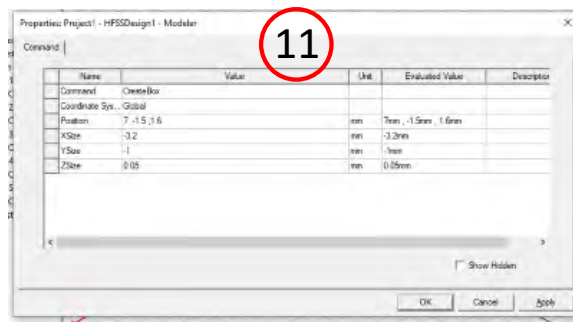 Properties: Project1 - HFSSDesign1 - Modeler
11
Command
Name Value Unit Evaluated Value Description
Command CreateBox
Coordinate Sys... Global
Position 7 ,-1.5 ,1.6 mm 7mm , -1.5mm , 1.6mm
XSize -3.2 mm -3.2mm
YSize -1 mm -1mm
ZSize 0.05 mm 0.05mm
Show Hidden
OK Cancel Apply